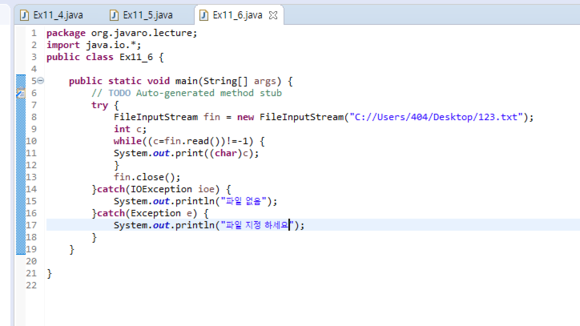 Ex11_4.java Ex11_5.java Ex11_6.java
1 package org.javaro.lecture;
2 import java.io.*;
3 public class Ex11_6 {
4
5 public static void main(String[] args) {
6 // TODO Auto-generated method stub
7 try {
8 FileInputStream fin = new FileInputStream("C://Users/404/Desktop/123.txt");
9 int c;
10 while((c=fin.read())!=-1) {
11 System.out.print((char)c);
12 }
13 fin.close();
14 }catch(IOException ioe) {
15 System.out.println("파일 없음");
16 }catch(Exception e) {
17 System.out.println("파일 지정 하세요");
18 }
19 }
20
21 }
22